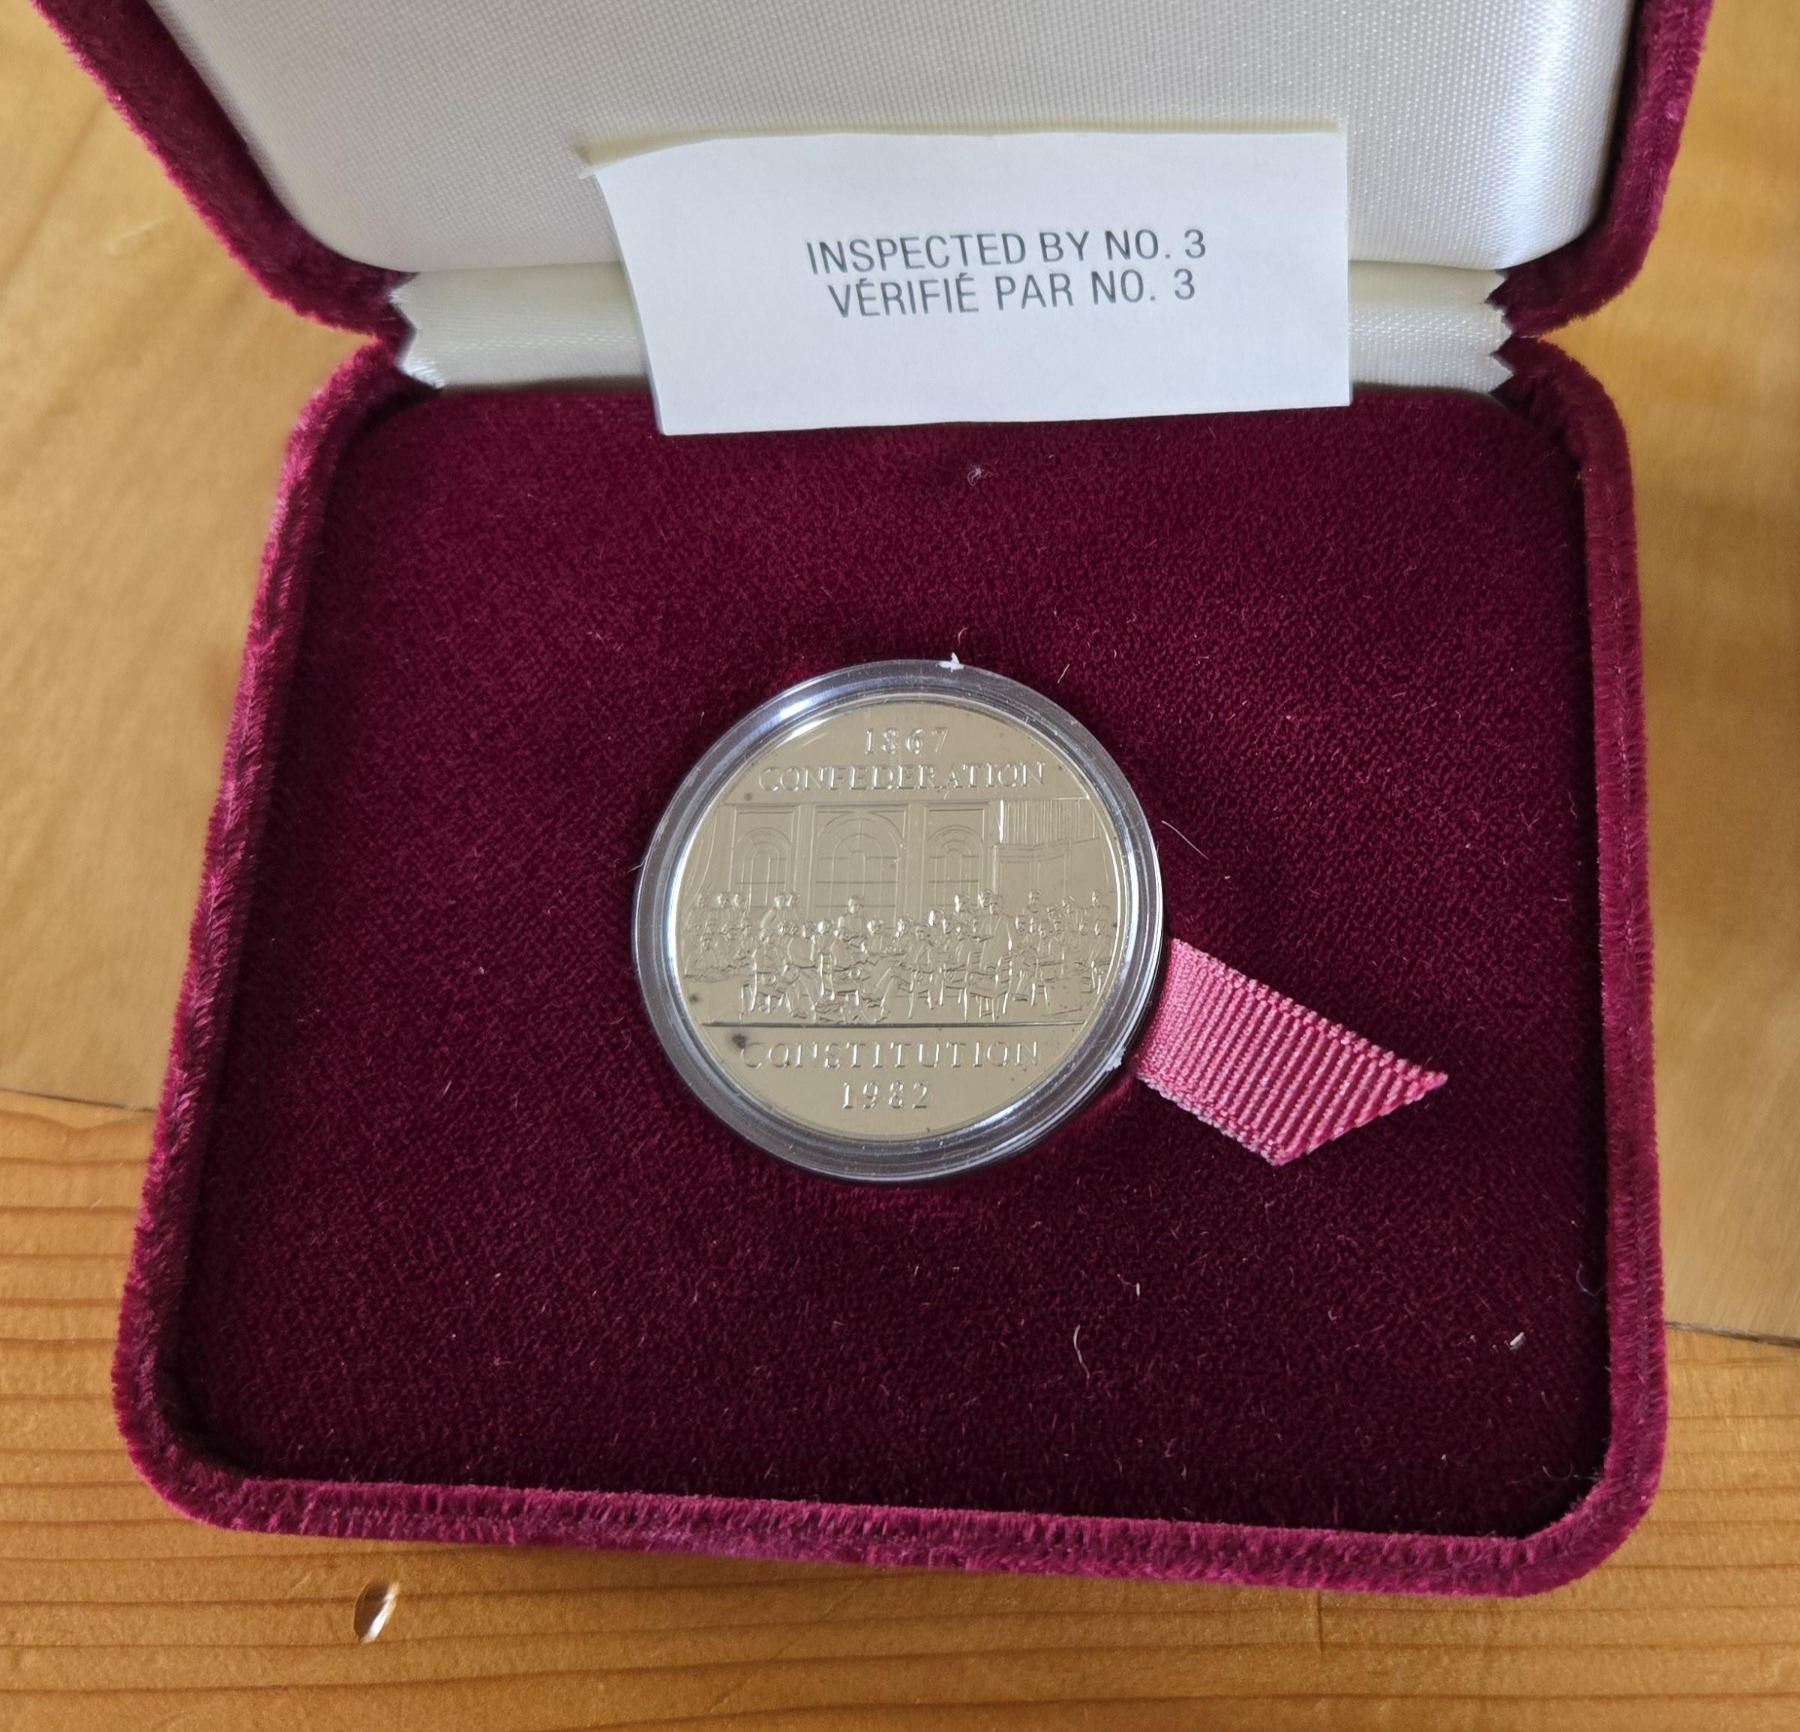 INSPECTED BY NO. 3
VÉRIFIÉ PAR NO. 3
1867
CONFEDERATION
CONSTITUTION
1982